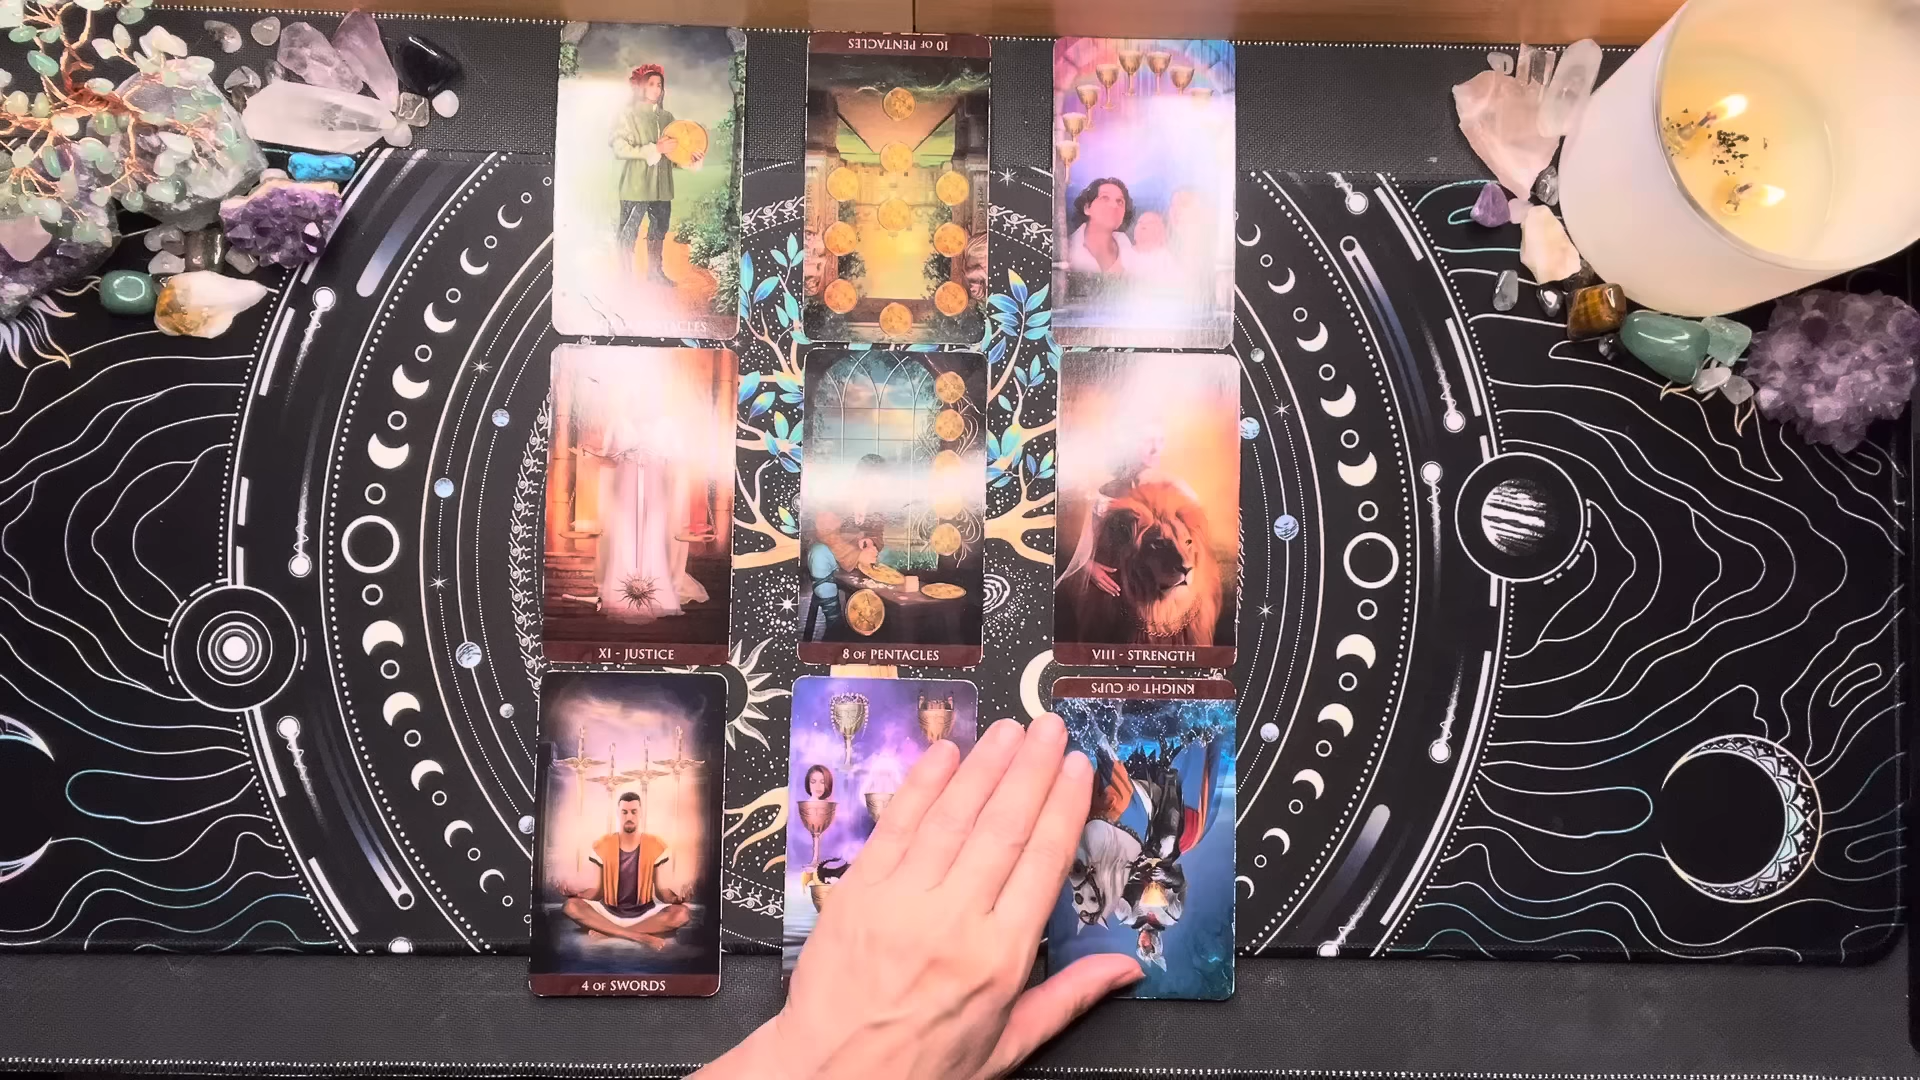 10 OF PENTACLES
XI - JUSTICE
8 OF PENTACLES
VIII - STRENGTH
KNIGHT OF CUPS
4 OF SWORDS